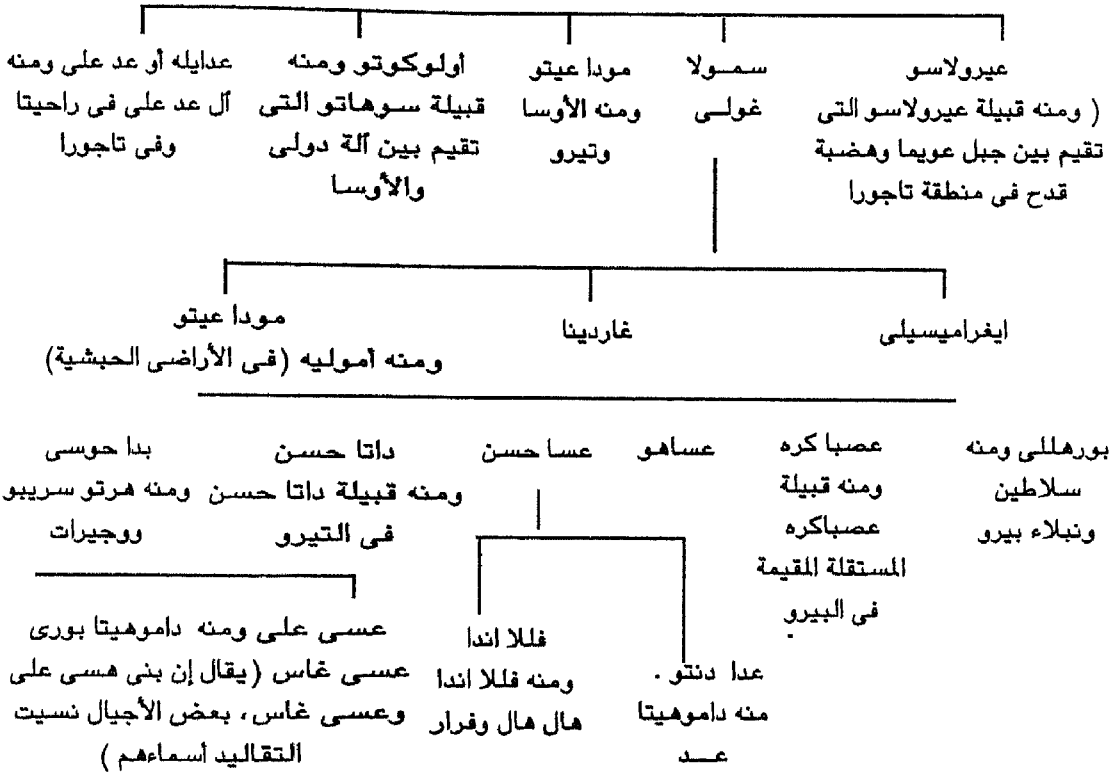 عيرولاسو
( ومنه قبيلة عيرولاسو التى
تقيم بين جبل عويما وهضبة
قدح فى منطقة تاجورا
سمولا
غولى
مودا عيتو
ومنه الأوسا
وتيرو
أولوكوتو ومنه
قبيلة سوهاتو التى
تقيم بين آلة دولى
والأوسا
عدايله أو عد على ومنه
آل عد على فى راحيتا
وفى تاجورا
ايغراميسيلى
غاردينا
مودا عيتو
ومنه أموليه (فى الأراضى الحبشية)
بورهللى ومنه
سلاطين
ونبلاء بيرو
عصبا كره
ومنه قبيلة
عصباكره
المستقلة المقيمة
فى البيرو
عساهو
عسا حسن
داتا حسن
ومنه قبيلة داتا حسن
فى التيرو
بدا حوسى
ومنه هرتو سريبو
ووجيرات
عدا دنتو .
منه داموهيتا
عد
فللا اندا
ومنه فللا اندا
هال هال وفرار
عسى على ومنه داموهيتا بورى
عسى غاس (يقال إن بنى هسى على
وعسى غاس، بعض الأجيال نسيت
التقاليد أسماءهم )